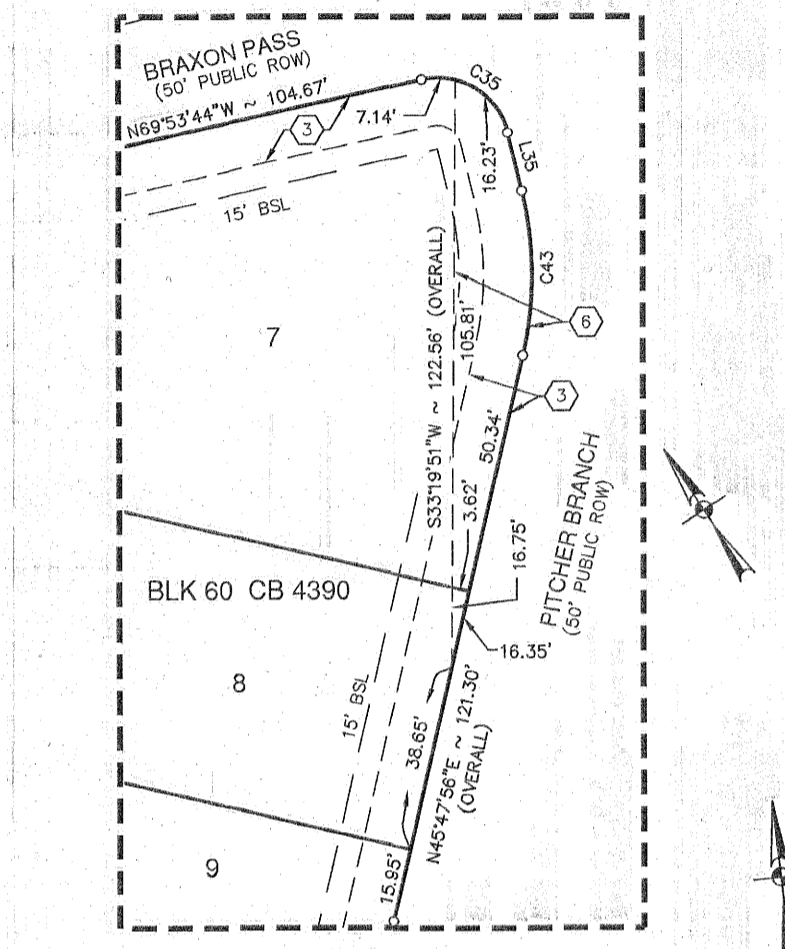 BRAXON PASS
(50' PUBLIC ROW)
N69°53'44"W ~ 104.67'
3
7.14'
C35
16.23'
L35
15' BSL
C43
7
S33°19'51"W ~ 122.56' (OVERALL)
105.81'
6
3
50.34'
3.62'
16.75'
PITCHER BRANCH
(50' PUBLIC ROW)
BLK 60 CB 4390
16.35'
8
15' BSL
38.65'
N45°47'56"E ~ 121.30'
(OVERALL)
9
15.95'